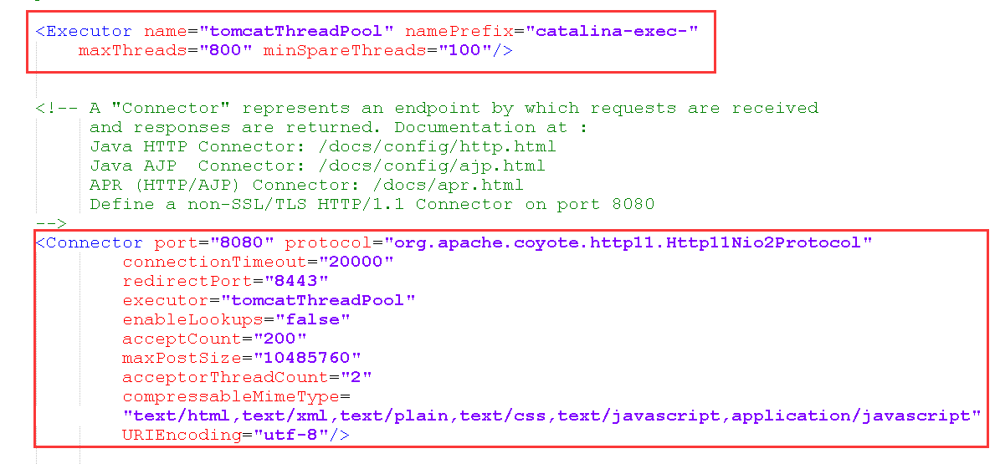 <Executor name="tomcatThreadPool" namePrefix="catalina-exec-"
maxThreads="800" minSpareThreads="100"/>
<!-- A "Connector" represents an endpoint by which requests are received
and responses are returned. Documentation at :
Java HTTP Connector: /docs/config/http.html
Java AJP  Connector: /docs/config/ajp.html
APR (HTTP/AJP) Connector: /docs/apr.html
Define a non-SSL/TLS HTTP/1.1 Connector on port 8080
-->
<Connector port="8080" protocol="org.apache.coyote.http11.Http11Nio2Protocol"
connectionTimeout="20000"
redirectPort="8443"
executor="tomcatThreadPool"
enableLookups="false"
acceptCount="200"
maxPostSize="10485760"
acceptorThreadCount="2"
compressableMimeType=
"text/html,text/xml,text/plain,text/css,text/javascript,application/javascript"
URIEncoding="utf-8"/>